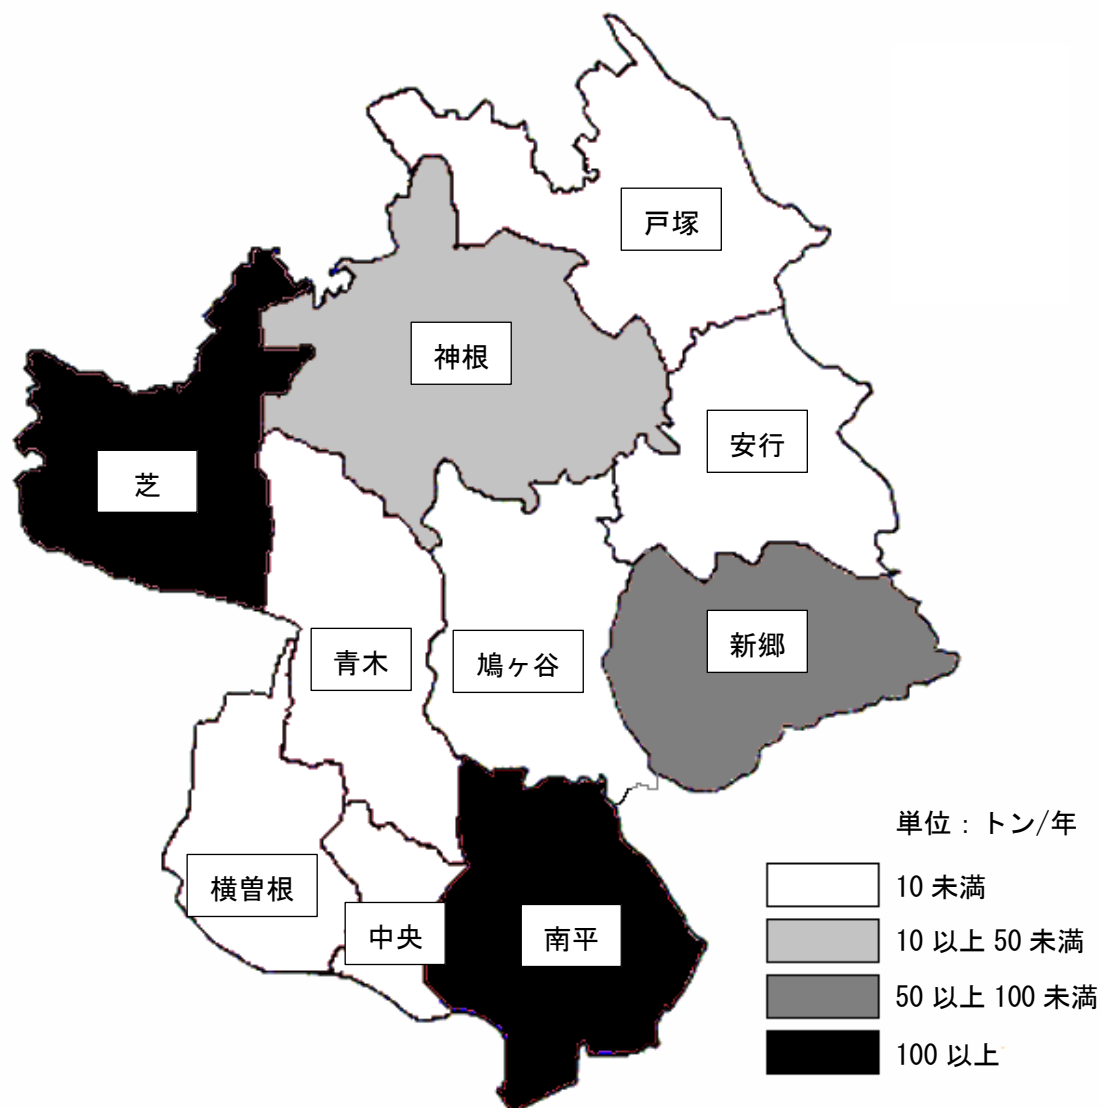 戸塚
神根
安行
芝
青木
鳩ヶ谷
新郷
横曽根
中央
南平
単位：トン/年
10 未満
10 以上 50 未満
50 以上 100 未満
100 以上